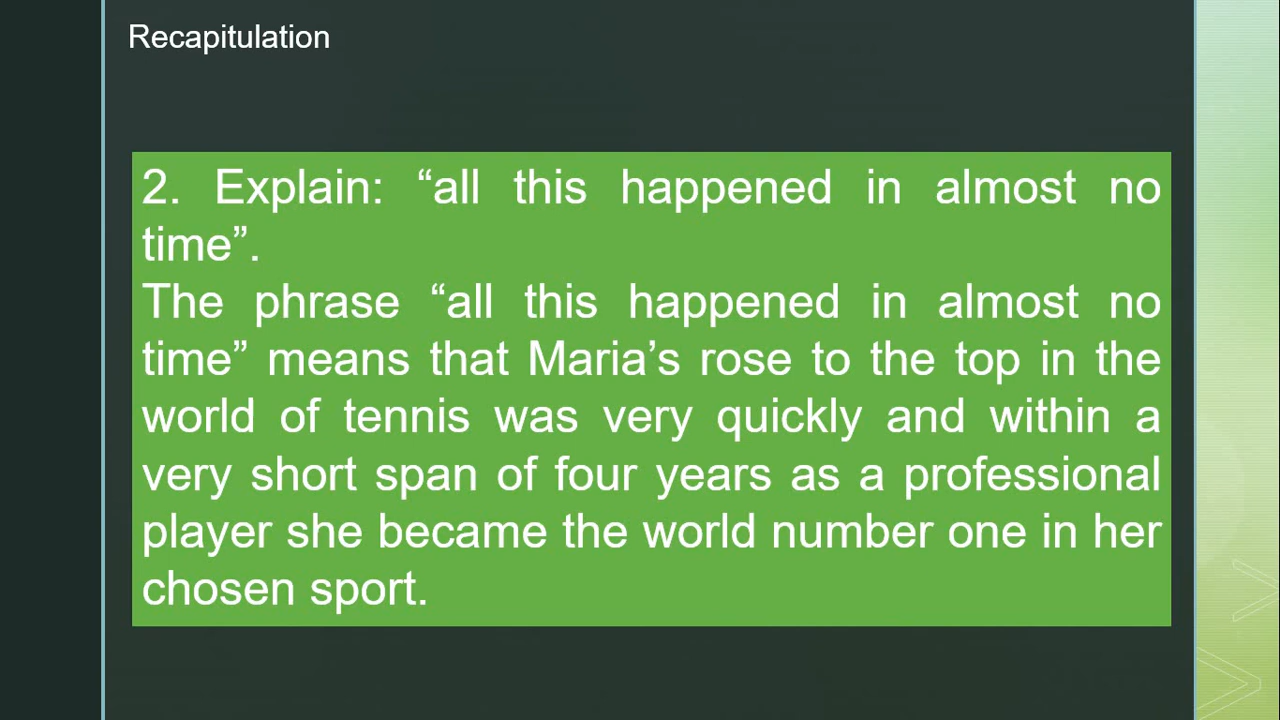 Recapitulation
2. Explain: “all this happened in almost no
time”.
The phrase “all this happened in almost no
time” means that Maria’s rose to the top in the
world of tennis was very quickly and within a
very short span of four years as a professional
player she became the world number one in her
chosen sport.